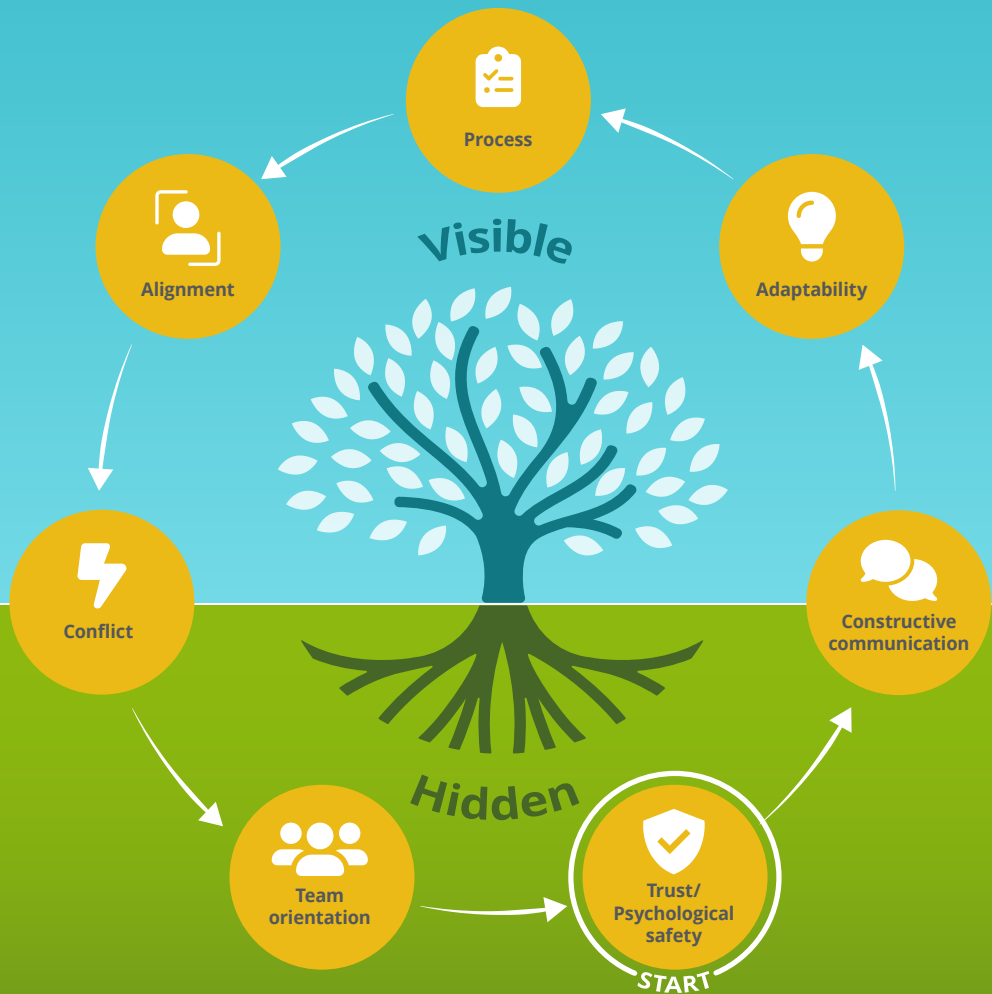 Process
Visible
Alignment
Adaptability
Conflict
Constructive
communication
Hidden
Team
orientation
Trust/
Psychological
safety
START